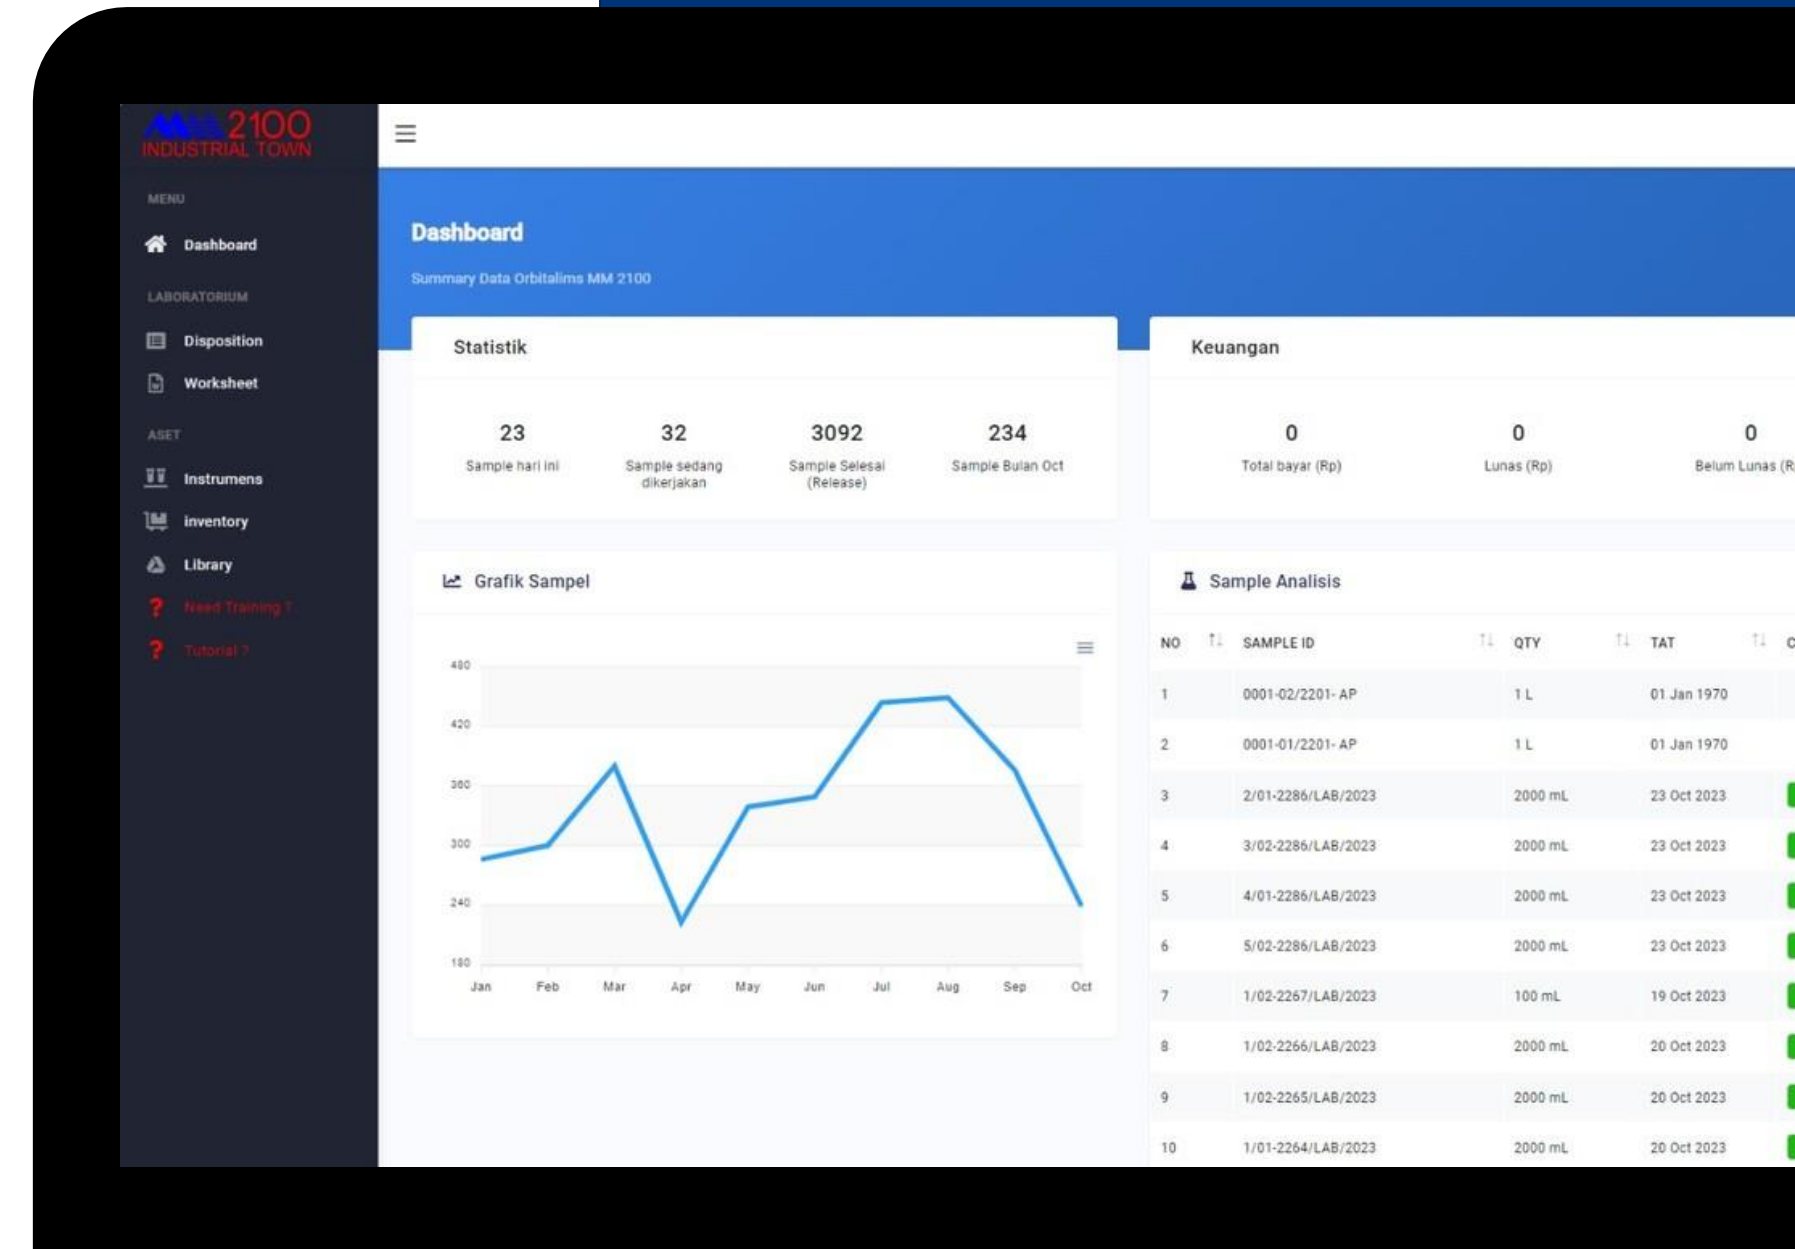 2100
INDUSTRIAL TOWN
MENU
Dashboard
LABORATORIUM
Disposition
Worksheet
ASET
Instrumens
inventory
Library
Need Training ?
Tutorial ?
Dashboard
Summary Data Orbitalims MM 2100
Statistik
23
Sample hari ini
32
Sample sedang
dikerjakan
3092
Sample Selesai
(Release)
234
Sample Bulan Oct
Keuangan
0
Total bayar (Rp)
0
Lunas (Rp)
0
Belum Lunas
Grafik Sampel
480
420
360
300
240
180
Jan Feb Mar Apr May Jun Jul Aug Sep Oct
Sample Analisis
NO SAMPLE ID QTY TAT
1 0001-02/2201- AP 1 L 01 Jan 1970
2 0001-01/2201- AP 1 L 01 Jan 1970
3 2/01-2286/LAB/2023 2000 mL 23 Oct 2023
4 3/02-2286/LAB/2023 2000 mL 23 Oct 2023
5 4/01-2286/LAB/2023 2000 mL 23 Oct 2023
6 5/02-2286/LAB/2023 2000 mL 23 Oct 2023
7 1/02-2267/LAB/2023 100 mL 19 Oct 2023
8 1/02-2266/LAB/2023 2000 mL 20 Oct 2023
9 1/02-2265/LAB/2023 2000 mL 20 Oct 2023
10 1/01-2264/LAB/2023 2000 mL 20 Oct 2023